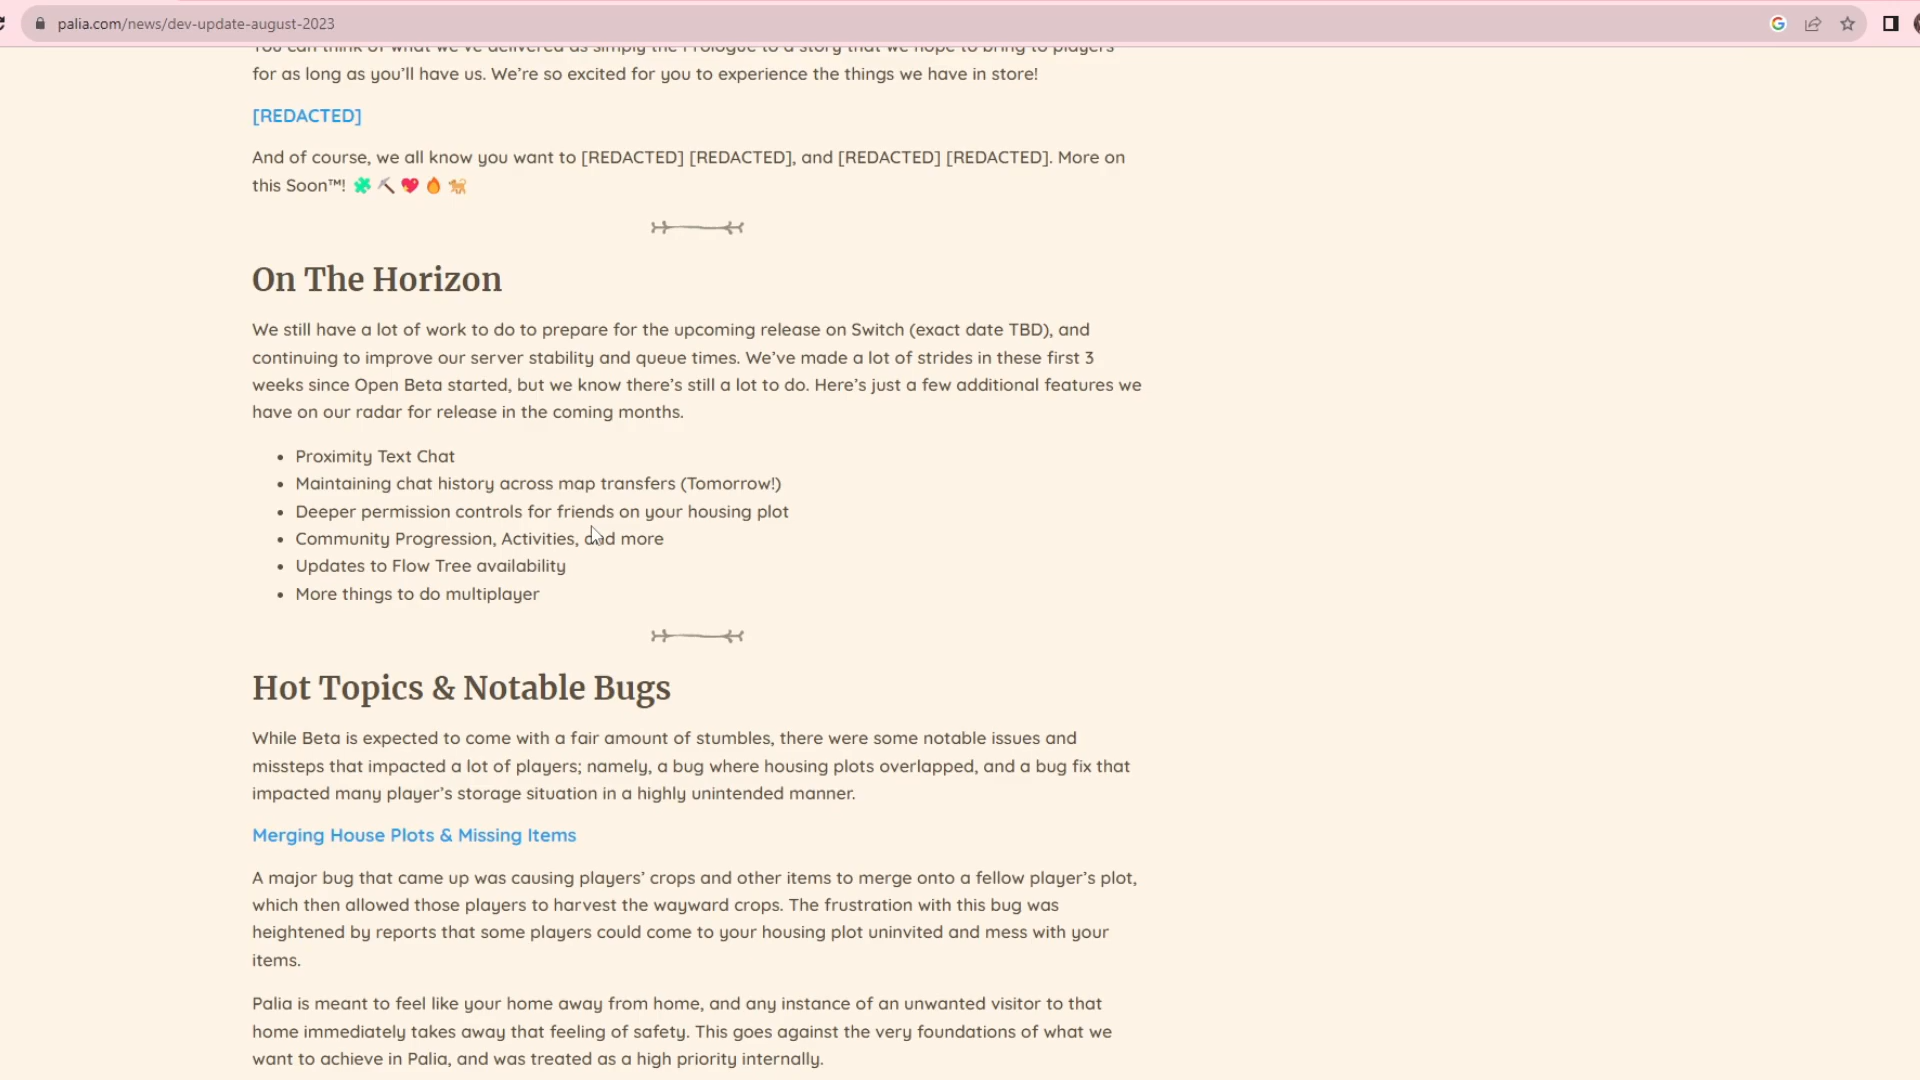 palia.com/news/dev-update-august-2023
You can think of what we've delivered as simply the Prologue to a story that we hope to bring to players
for as long as you'll have us. We're so excited for you to experience the things we have in store!
[REDACTED]
And of course, we all know you want to [REDACTED] [REDACTED], and [REDACTED] [REDACTED]. More on
this Soon™! 🧩 ⛏️ 💖 🔥 🐈
On The Horizon
We still have a lot of work to do to prepare for the upcoming release on Switch (exact date TBD), and
continuing to improve our server stability and queue times. We've made a lot of strides in these first 3
weeks since Open Beta started, but we know there's still a lot to do. Here's just a few additional features we
have on our radar for release in the coming months.
• Proximity Text Chat
• Maintaining chat history across map transfers (Tomorrow!)
• Deeper permission controls for friends on your housing plot
• Community Progression, Activities, and more
• Updates to Flow Tree availability
• More things to do multiplayer
Hot Topics & Notable Bugs
While Beta is expected to come with a fair amount of stumbles, there were some notable issues and
missteps that impacted a lot of players; namely, a bug where housing plots overlapped, and a bug fix that
impacted many player's storage situation in a highly unintended manner.
Merging House Plots & Missing Items
A major bug that came up was causing players' crops and other items to merge onto a fellow player's plot,
which then allowed those players to harvest the wayward crops. The frustration with this bug was
heightened by reports that some players could come to your housing plot uninvited and mess with your
items.
Palia is meant to feel like your home away from home, and any instance of an unwanted visitor to that
home immediately takes away that feeling of safety. This goes against the very foundations of what we
want to achieve in Palia, and was treated as a high priority internally.